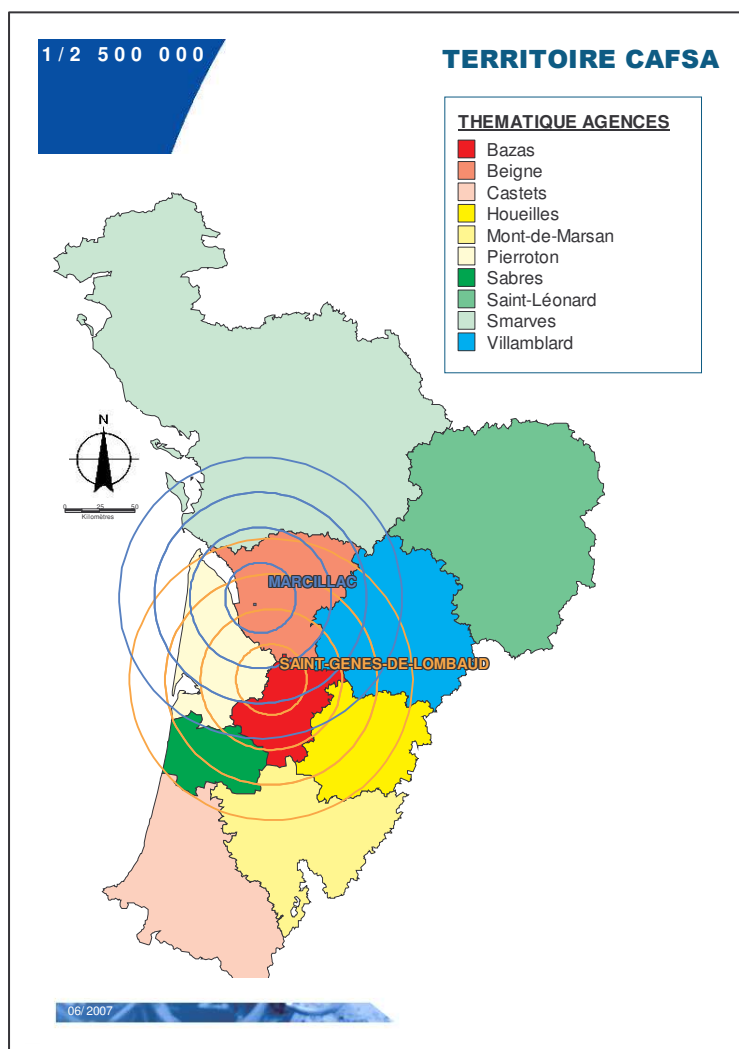 1/2 500 000
TERRITOIRE CAFSA
THEMATIQUE AGENCES
Bazas
Beigne
Castets
Houeilles
Mont-de-Marsan
Pierroton
Sabres
Saint-Léonard
Smarves
Villamblard
N
0 25 50
Kilomètres
MARCILLAC
SAINT-GENES-DE-LOMBAUD
06/2007